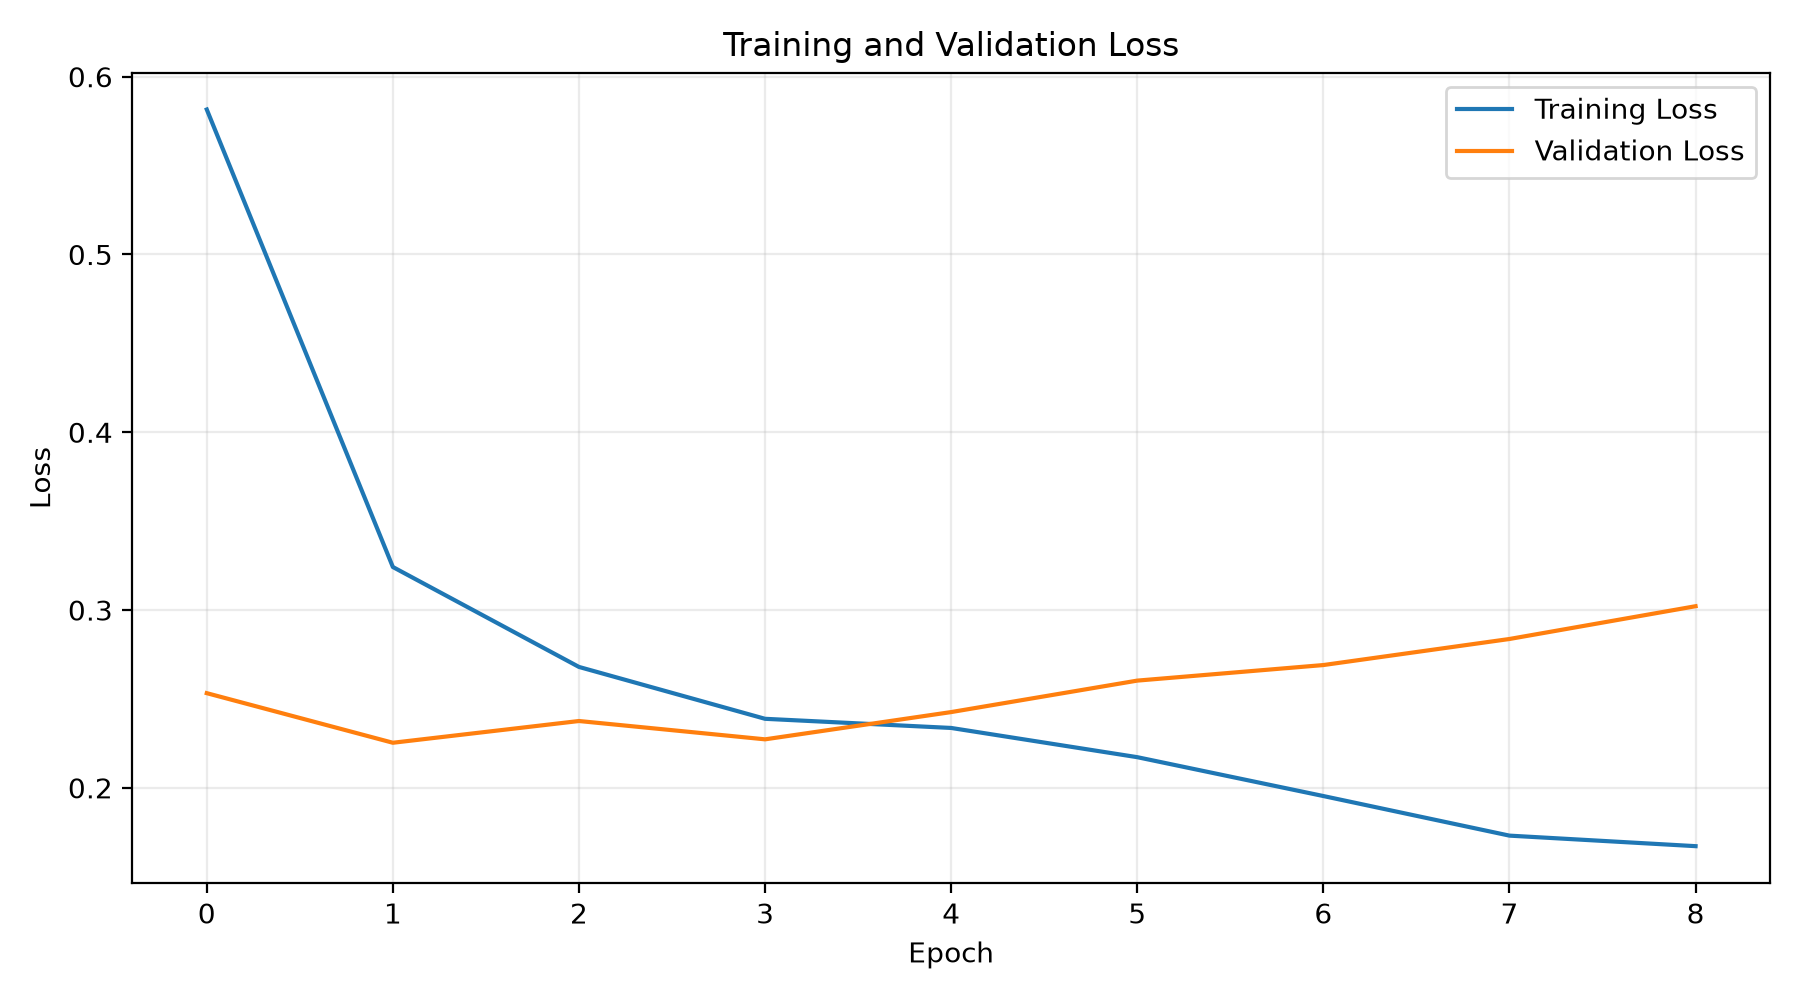 Training and Validation Loss
Training Loss
Validation Loss
0.6
0.5
0.4
0.3
0.2
Loss
0 1 2 3 4 5 6 7 8
Epoch